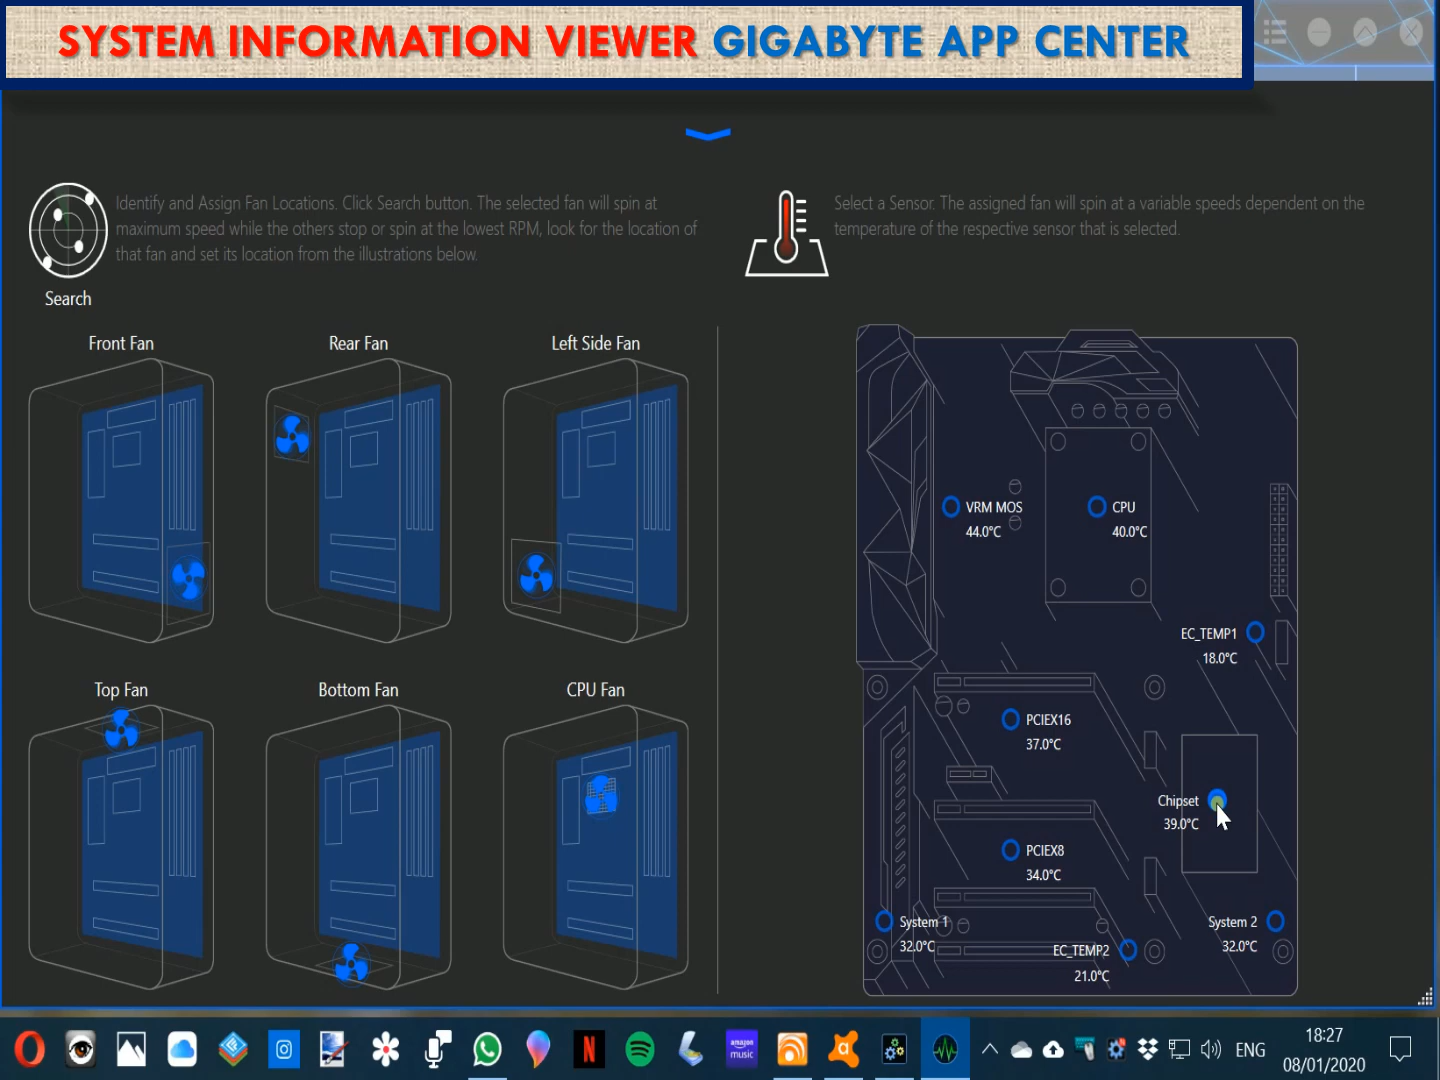 SYSTEM INFORMATION VIEWER GIGABYTE APP CENTER
Identify and Assign Fan Locations. Click Search button. The selected fan will spin at
maximum speed while the others stop or spin at the lowest RPM, look for the location of
that fan and set its location from the illustrations below.
Search
Select a Sensor. The assigned fan will spin at a variable speeds dependent on the
temperature of the respective sensor that is selected.
Front Fan
Rear Fan
Left Side Fan
Top Fan
Bottom Fan
CPU Fan
VRM MOS
44.0°C
CPU
40.0°C
EC_TEMP1
18.0°C
PCIEX16
37.0°C
Chipset
39.0°C
PCIEX8
34.0°C
System 1
32.0°C
System 2
32.0°C
EC_TEMP2
21.0°C
amazon
music
ENG
18:27
08/01/2020